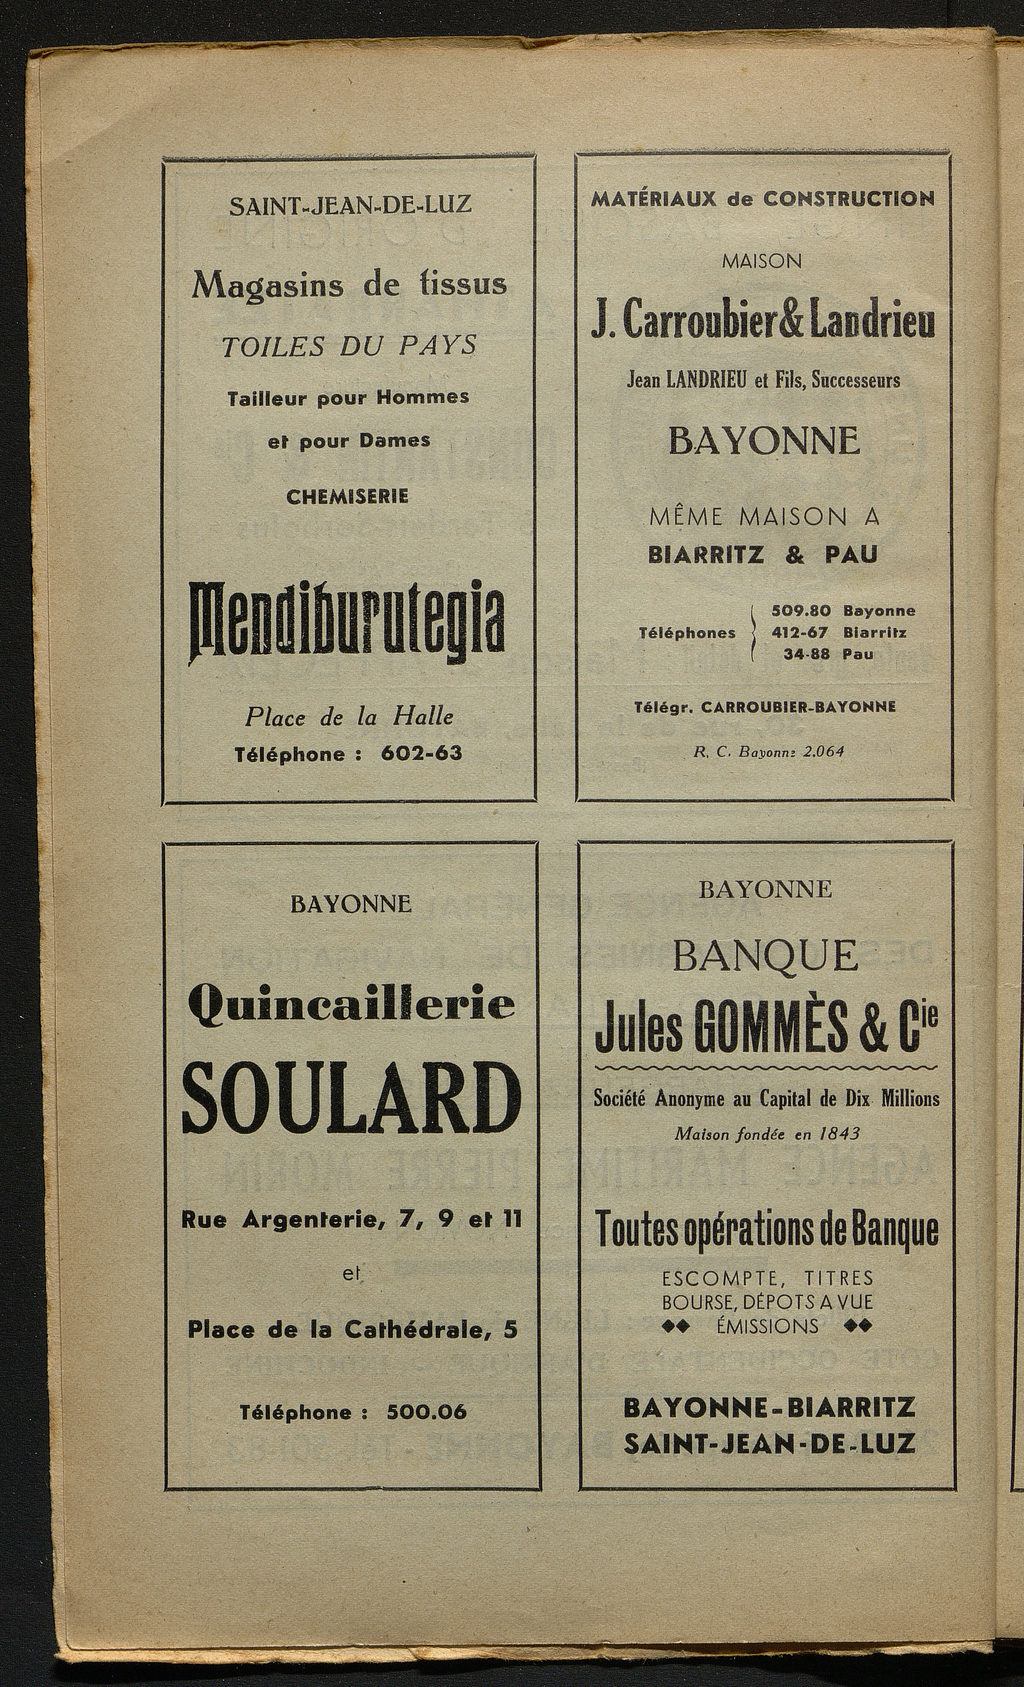 SAINT-JEAN-DE-LUZ
Magasins de tissus
TOILES DU PAYS
Tailleur pour Hommes
et pour Dames
CHEMISERIE
Mendiburutegia
Place de la Halle
Téléphone : 602-63
MATÉRIAUX de CONSTRUCTION
MAISON
J. Carroubier & Landrieu
Jean LANDRIEU et Fils, Successeurs
BAYONNE
MÊME MAISON A
BIARRITZ & PAU
Téléphones
509.80 Bayonne
412-67 Biarritz
34-88 Pau
Télégr. CARROUBIER-BAYONNE
R. C. Bayonne 2.064
BAYONNE
Quincaillerie
SOULARD
Rue Argenterie, 7, 9 et 11
et
Place de la Cathédrale, 5
Téléphone : 500.06
BAYONNE
BANQUE
Jules GOMMÈS & Cie
Société Anonyme au Capital de Dix Millions
Maison fondée en 1843
Toutes opérations de Banque
ESCOMPTE, TITRES
BOURSE, DÉPOTS A VUE
◆◆ ÉMISSIONS ◆◆
BAYONNE-BIARRITZ
SAINT-JEAN-DE-LUZ